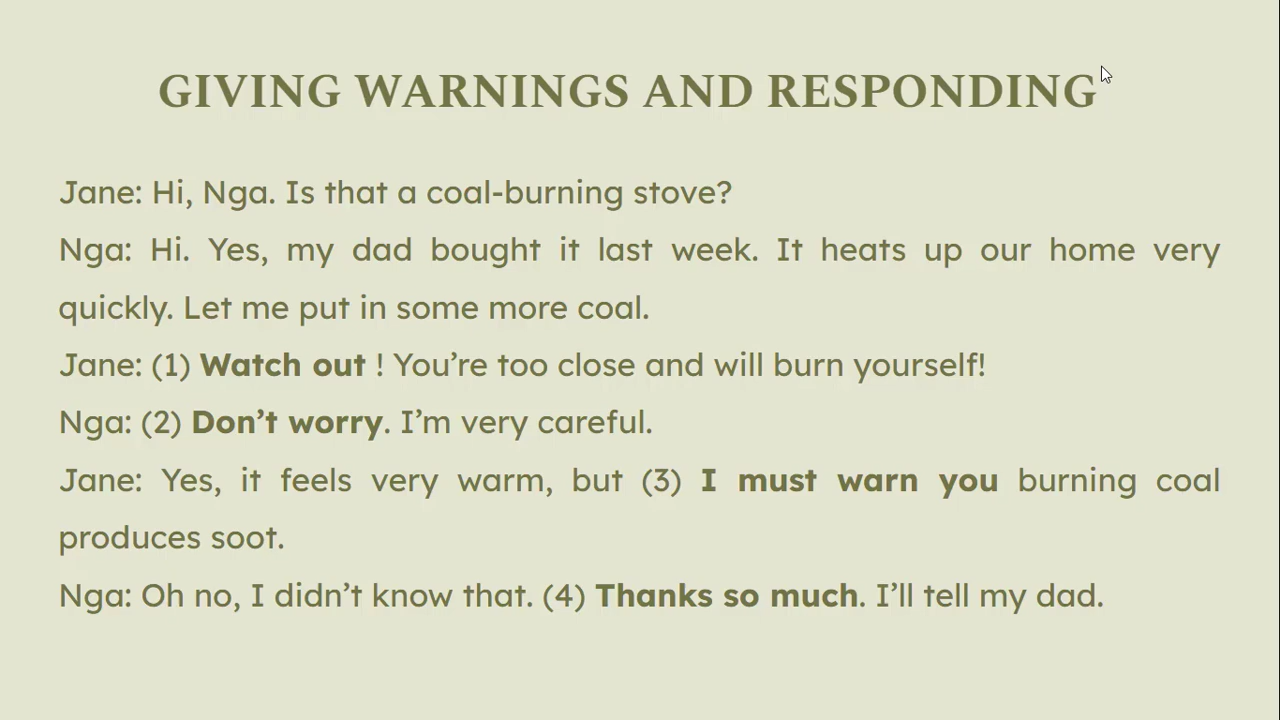 GIVING WARNINGS AND RESPONDING
Jane: Hi, Nga. Is that a coal-burning stove?
Nga: Hi. Yes, my dad bought it last week. It heats up our home very
quickly. Let me put in some more coal.
Jane: (1) Watch out ! You’re too close and will burn yourself!
Nga: (2) Don’t worry. I’m very careful.
Jane: Yes, it feels very warm, but (3) I must warn you burning coal
produces soot.
Nga: Oh no, I didn’t know that. (4) Thanks so much. I’ll tell my dad.